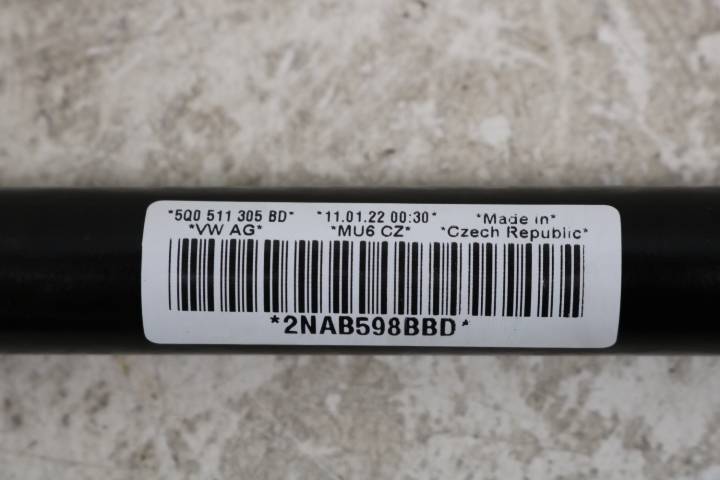 *5Q0 511 305 BD* *11.01.22 00:30* *Made in*
*VW AG* *MU6 CZ* *Czech Republic*
*2NAB598BBD*